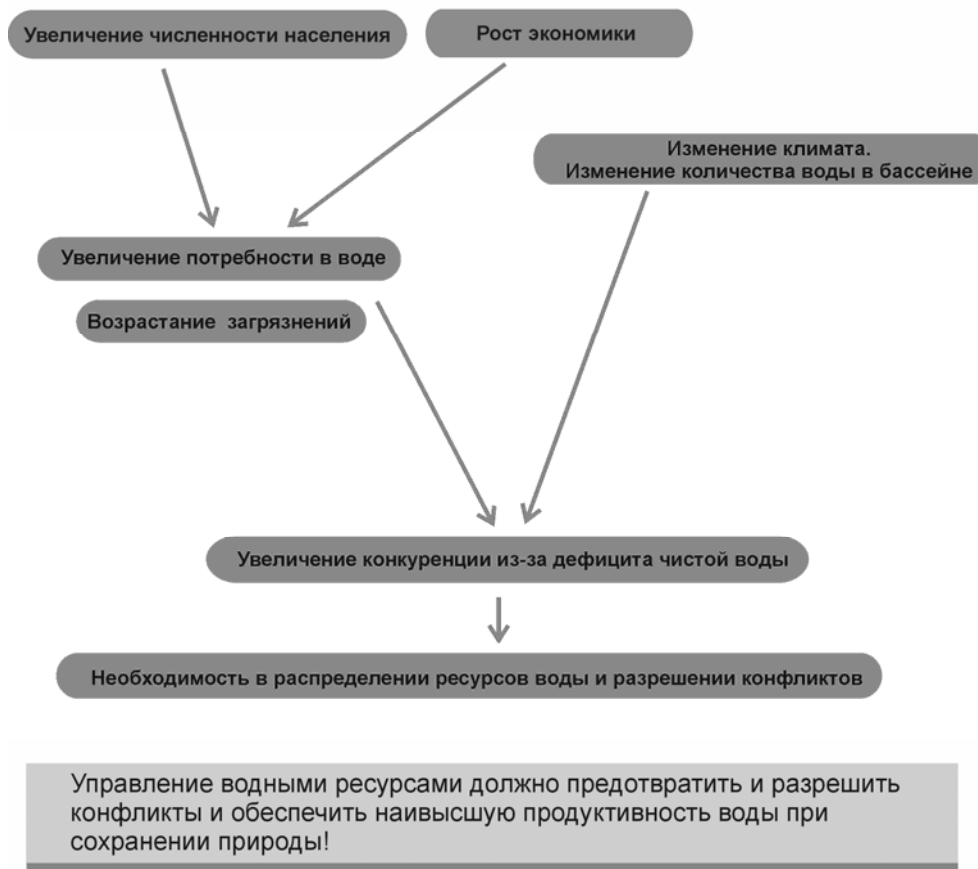 Увеличение численности населения
Рост экономики
Изменение климата.
Изменение количества воды в бассейне
Увеличение потребности в воде
Возрастание загрязнений
Увеличение конкуренции из-за дефицита чистой воды
Необходимость в распределении ресурсов воды и разрешении конфликтов
Управление водными ресурсами должно предотвратить и разрешить
конфликты и обеспечить наивысшую продуктивность воды при
сохранении природы!